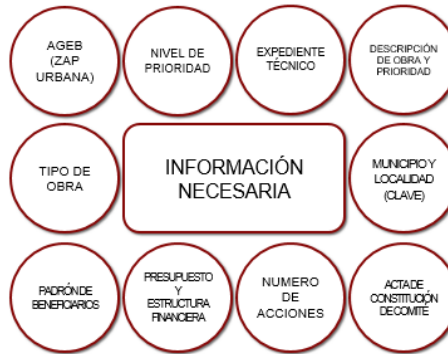 AGEB
(ZAP
URBANA)
NIVEL DE
PRIORIDAD
EXPEDIENTE
TÉCNICO
DESCRIPCIÓN
DE OBRA Y
PRIORIDAD
TIPO DE
OBRA
INFORMACIÓN
NECESARIA
MUNICIPIO Y
LOCALIDAD
(CLAVE)
PADRÓN DE
BENEFICIARIOS
PRESUPUESTO
Y
ESTRUCTURA
FINANCIERA
NUMERO
DE
ACCIONES
ACTA DE
CONSTITUCIÓN
DE COMITÉ